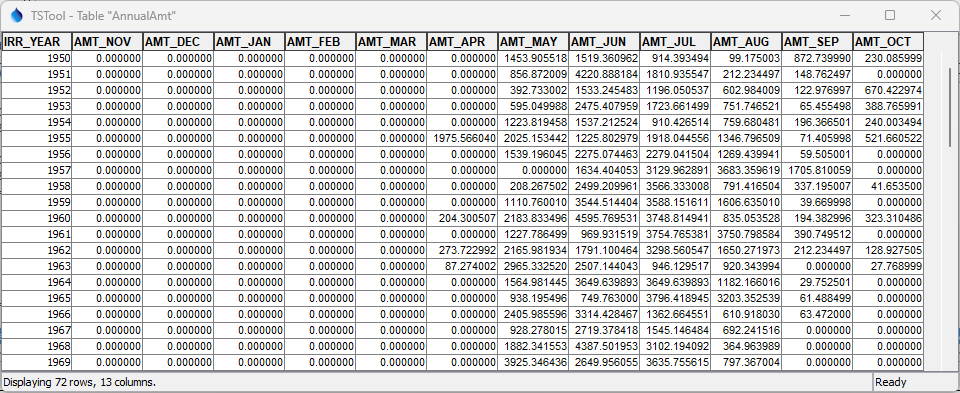 TSTool - Table "AnnualAmt"
IRR_YEAR AMT_NOV AMT_DEC AMT_JAN AMT_FEB AMT_MAR AMT_APR AMT_MAY AMT_JUN AMT_JUL AMT_AUG AMT_SEP AMT_OCT
1950 0.000000 0.000000 0.000000 0.000000 0.000000 0.000000 1453.905518 1519.360962 914.393494 99.175003 872.739990 230.085999
1951 0.000000 0.000000 0.000000 0.000000 0.000000 0.000000 856.872009 4220.888184 1810.935547 212.234497 148.762497 0.000000
1952 0.000000 0.000000 0.000000 0.000000 0.000000 0.000000 392.733002 1533.245483 1196.050537 602.984009 122.976997 670.422974
1953 0.000000 0.000000 0.000000 0.000000 0.000000 0.000000 595.049988 2475.407959 1723.661499 751.746521 65.455498 388.765991
1954 0.000000 0.000000 0.000000 0.000000 0.000000 0.000000 1223.819458 1537.212524 910.426514 759.680481 196.366501 240.003494
1955 0.000000 0.000000 0.000000 0.000000 0.000000 1975.566040 2025.153442 1225.802979 1918.044556 1346.796509 71.405998 521.660522
1956 0.000000 0.000000 0.000000 0.000000 0.000000 0.000000 1539.196045 2275.074463 2279.041504 1269.439941 59.505001 0.000000
1957 0.000000 0.000000 0.000000 0.000000 0.000000 0.000000 0.000000 1634.404053 3129.962891 3683.359619 1705.810059 0.000000
1958 0.000000 0.000000 0.000000 0.000000 0.000000 0.000000 208.267502 2499.209961 3566.333008 791.416504 337.195007 41.653500
1959 0.000000 0.000000 0.000000 0.000000 0.000000 0.000000 1110.760010 3544.514404 3588.151611 1606.635010 39.669998 0.000000
1960 0.000000 0.000000 0.000000 0.000000 0.000000 204.300507 2183.833496 4595.769531 3748.814941 835.053528 194.382996 323.310486
1961 0.000000 0.000000 0.000000 0.000000 0.000000 0.000000 1227.786499 969.931519 3754.765381 3750.798584 390.749512 0.000000
1962 0.000000 0.000000 0.000000 0.000000 0.000000 273.722992 2165.981934 1791.100464 3298.560547 1650.271973 212.234497 128.927505
1963 0.000000 0.000000 0.000000 0.000000 0.000000 87.274002 2965.332520 2507.144043 946.129517 920.343994 0.000000 27.768999
1964 0.000000 0.000000 0.000000 0.000000 0.000000 0.000000 1564.981445 3649.639893 3649.639893 1182.166016 29.752501 0.000000
1965 0.000000 0.000000 0.000000 0.000000 0.000000 0.000000 938.195496 749.763000 3796.418945 3203.352539 61.488499 0.000000
1966 0.000000 0.000000 0.000000 0.000000 0.000000 0.000000 2405.985596 3314.428467 1362.664551 610.918030 63.472000 0.000000
1967 0.000000 0.000000 0.000000 0.000000 0.000000 0.000000 928.278015 2719.378418 1545.146484 692.241516 0.000000 0.000000
1968 0.000000 0.000000 0.000000 0.000000 0.000000 0.000000 1882.341553 4387.501953 3102.194092 364.963989 0.000000 0.000000
1969 0.000000 0.000000 0.000000 0.000000 0.000000 0.000000 3925.346436 2649.956055 3635.755615 797.367004 0.000000 0.000000
Displaying 72 rows, 13 columns. Ready